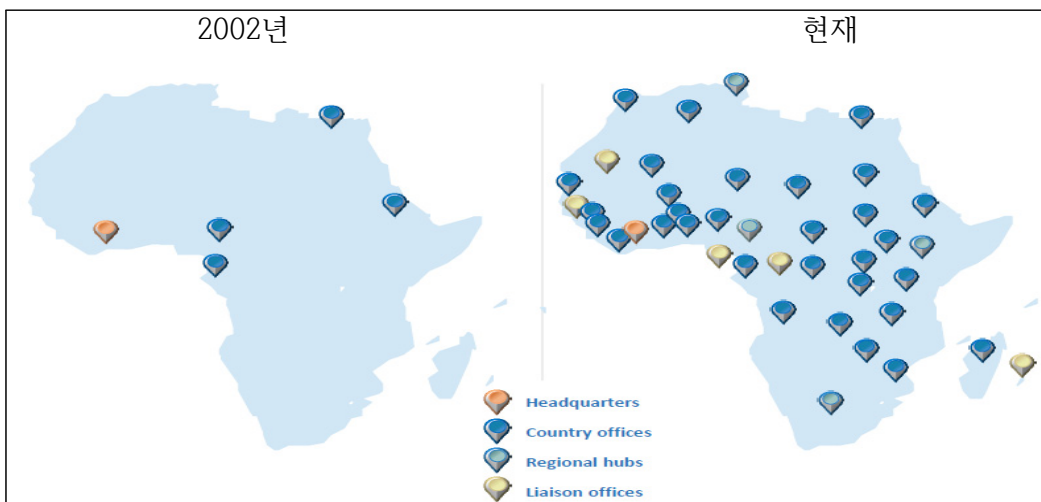 2002년
현재
Headquarters
Country offices
Regional hubs
Liaison offices